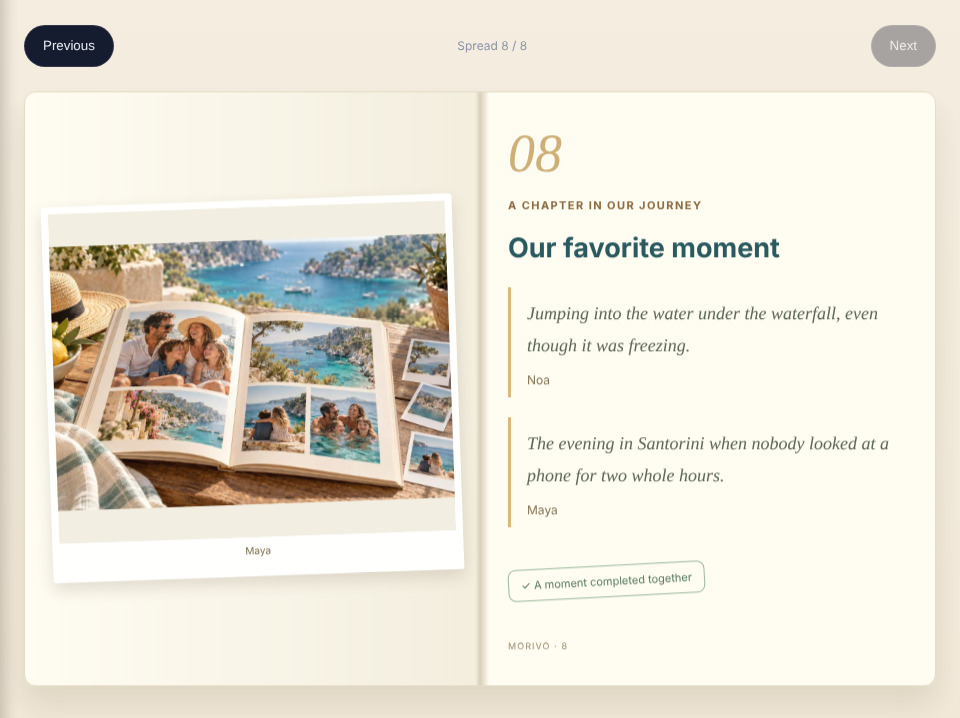 Previous
Spread 8 / 8
Next
Maya
08
A CHAPTER IN OUR JOURNEY
Our favorite moment
Jumping into the water under the waterfall, even
though it was freezing.
Noa
The evening in Santorini when nobody looked at a
phone for two whole hours.
Maya
✓ A moment completed together
MORIVO · 8